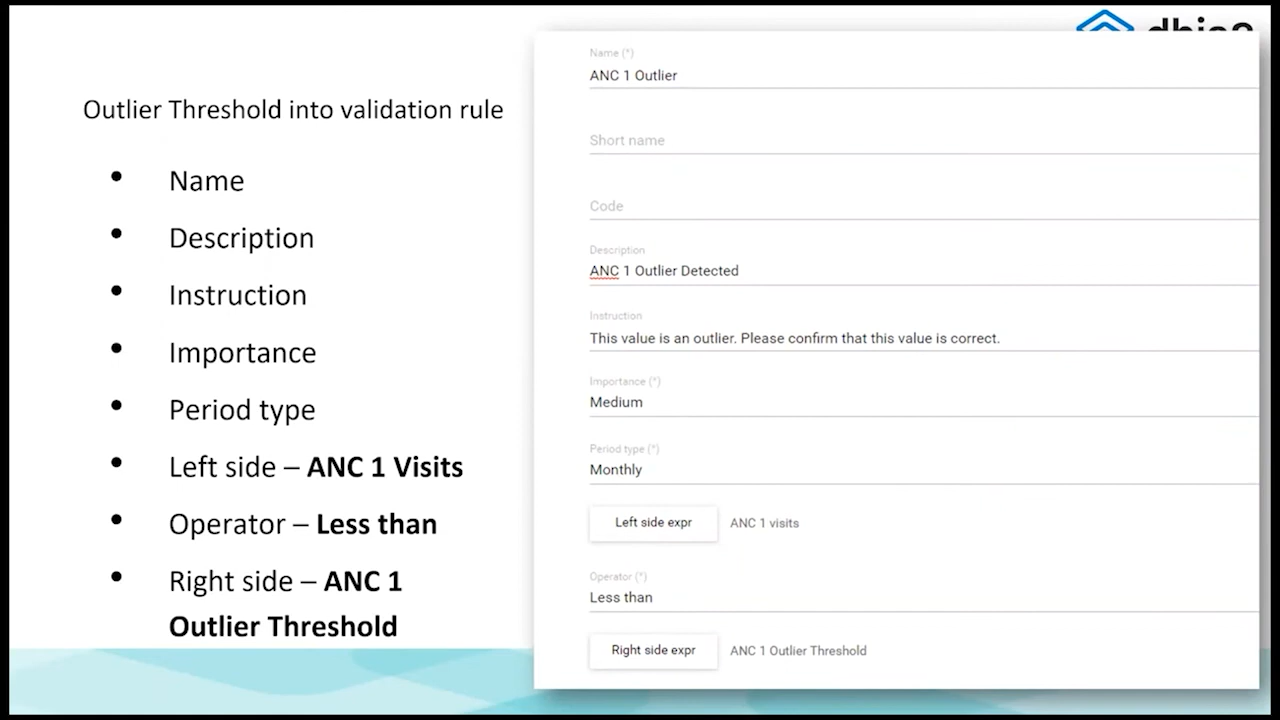 Outlier Threshold into validation rule
• Name
• Description
• Instruction
• Importance
• Period type
• Left side – ANC 1 Visits
• Operator – Less than
• Right side – ANC 1
Outlier Threshold
Name (*)
ANC 1 Outlier
Short name
Code
Description
ANC 1 Outlier Detected
Instruction
This value is an outlier. Please confirm that this value is correct.
Importance (*)
Medium
Period type (*)
Monthly
Left side expr ANC 1 visits
Operator (*)
Less than
Right side expr ANC 1 Outlier Threshold